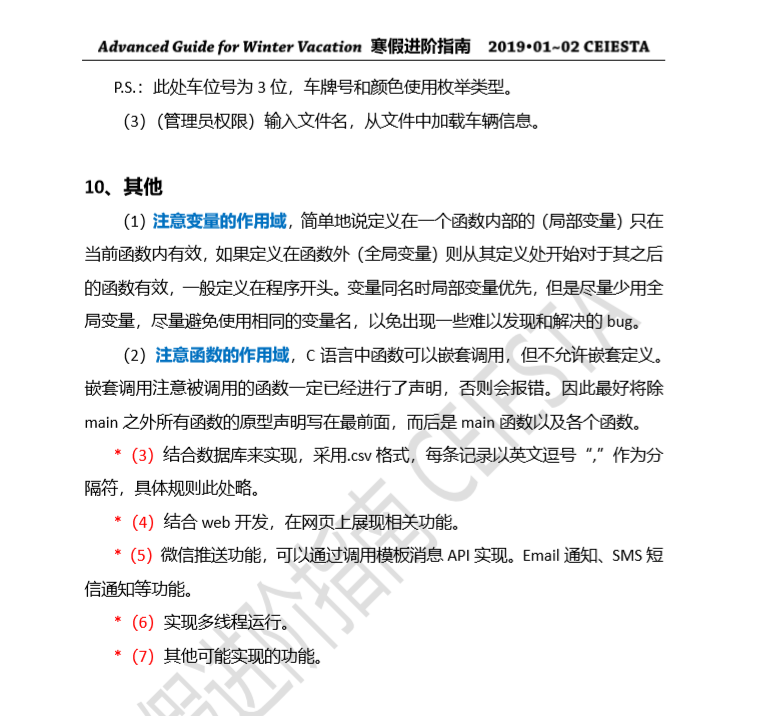 Advanced Guide for Winter Vacation 寒假进阶指南 2019•01~02 CEIESTA
P.S.：此处车位号为 3 位，车牌号和颜色使用枚举类型。
（3）（管理员权限）输入文件名，从文件中加载车辆信息。
10、其他
（1）注意变量的作用域，简单地说定义在一个函数内部的（局部变量）只在
当前函数内有效，如果定义在函数外（全局变量）则从其定义处开始对于其之后
的函数有效，一般定义在程序开头。变量同名时局部变量优先，但是尽量少用全
局变量，尽量避免使用相同的变量名，以免出现一些难以发现和解决的 bug。
（2）注意函数的作用域，C 语言中函数可以嵌套调用，但不允许嵌套定义。
嵌套调用注意被调用的函数一定已经进行了声明，否则会报错。因此最好将除
main 之外所有函数的原型声明写在最前面，而后是 main 函数以及各个函数。
*（3）结合数据库来实现，采用.csv 格式，每条记录以英文逗号“,”作为分
隔符，具体规则此处略。
*（4）结合 web 开发，在网页上展现相关功能。
*（5）微信推送功能，可以通过调用模板消息 API 实现。Email 通知、SMS 短
信通知等功能。
*（6）实现多线程运行。
*（7）其他可能实现的功能。
假进阶指南 CEIESTA